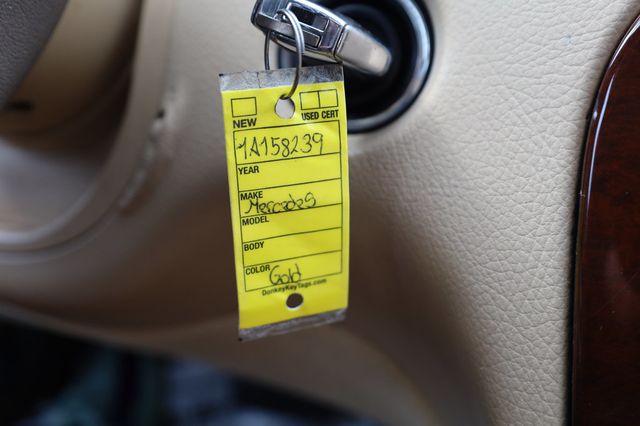 NEW USED CERT
1A158239
YEAR
MAKE
Mercedes
MODEL
BODY
COLOR Gold
DonkeyKeyTags.com